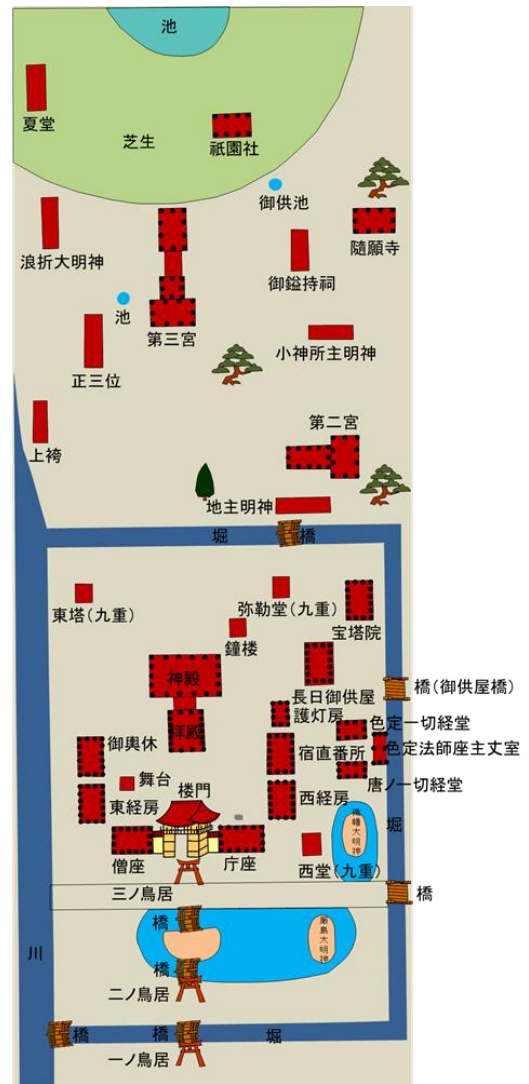 池
夏堂
芝生
祇園社
御供池
隨願寺
浪折大明神
御鎰持祠
池
第三宮
小神所主明神
正三位
上袴
第二宮
地主明神
堀
橋
東塔（九重）
弥勒堂（九重）
宝塔院
鐘楼
神殿
橋（御供屋橋）
長日御供屋
護灯房
色定一切経堂
拝殿
御輿休
宿直番所
色定法師座主丈室
舞台
楼門
唐ノ一切経堂
東経房
西経房
堀
僧座
庁座
西堂（九重）
三ノ鳥居
橋
橋
厳島大明神
川
橋
二ノ鳥居
橋
橋
堀
一ノ鳥居